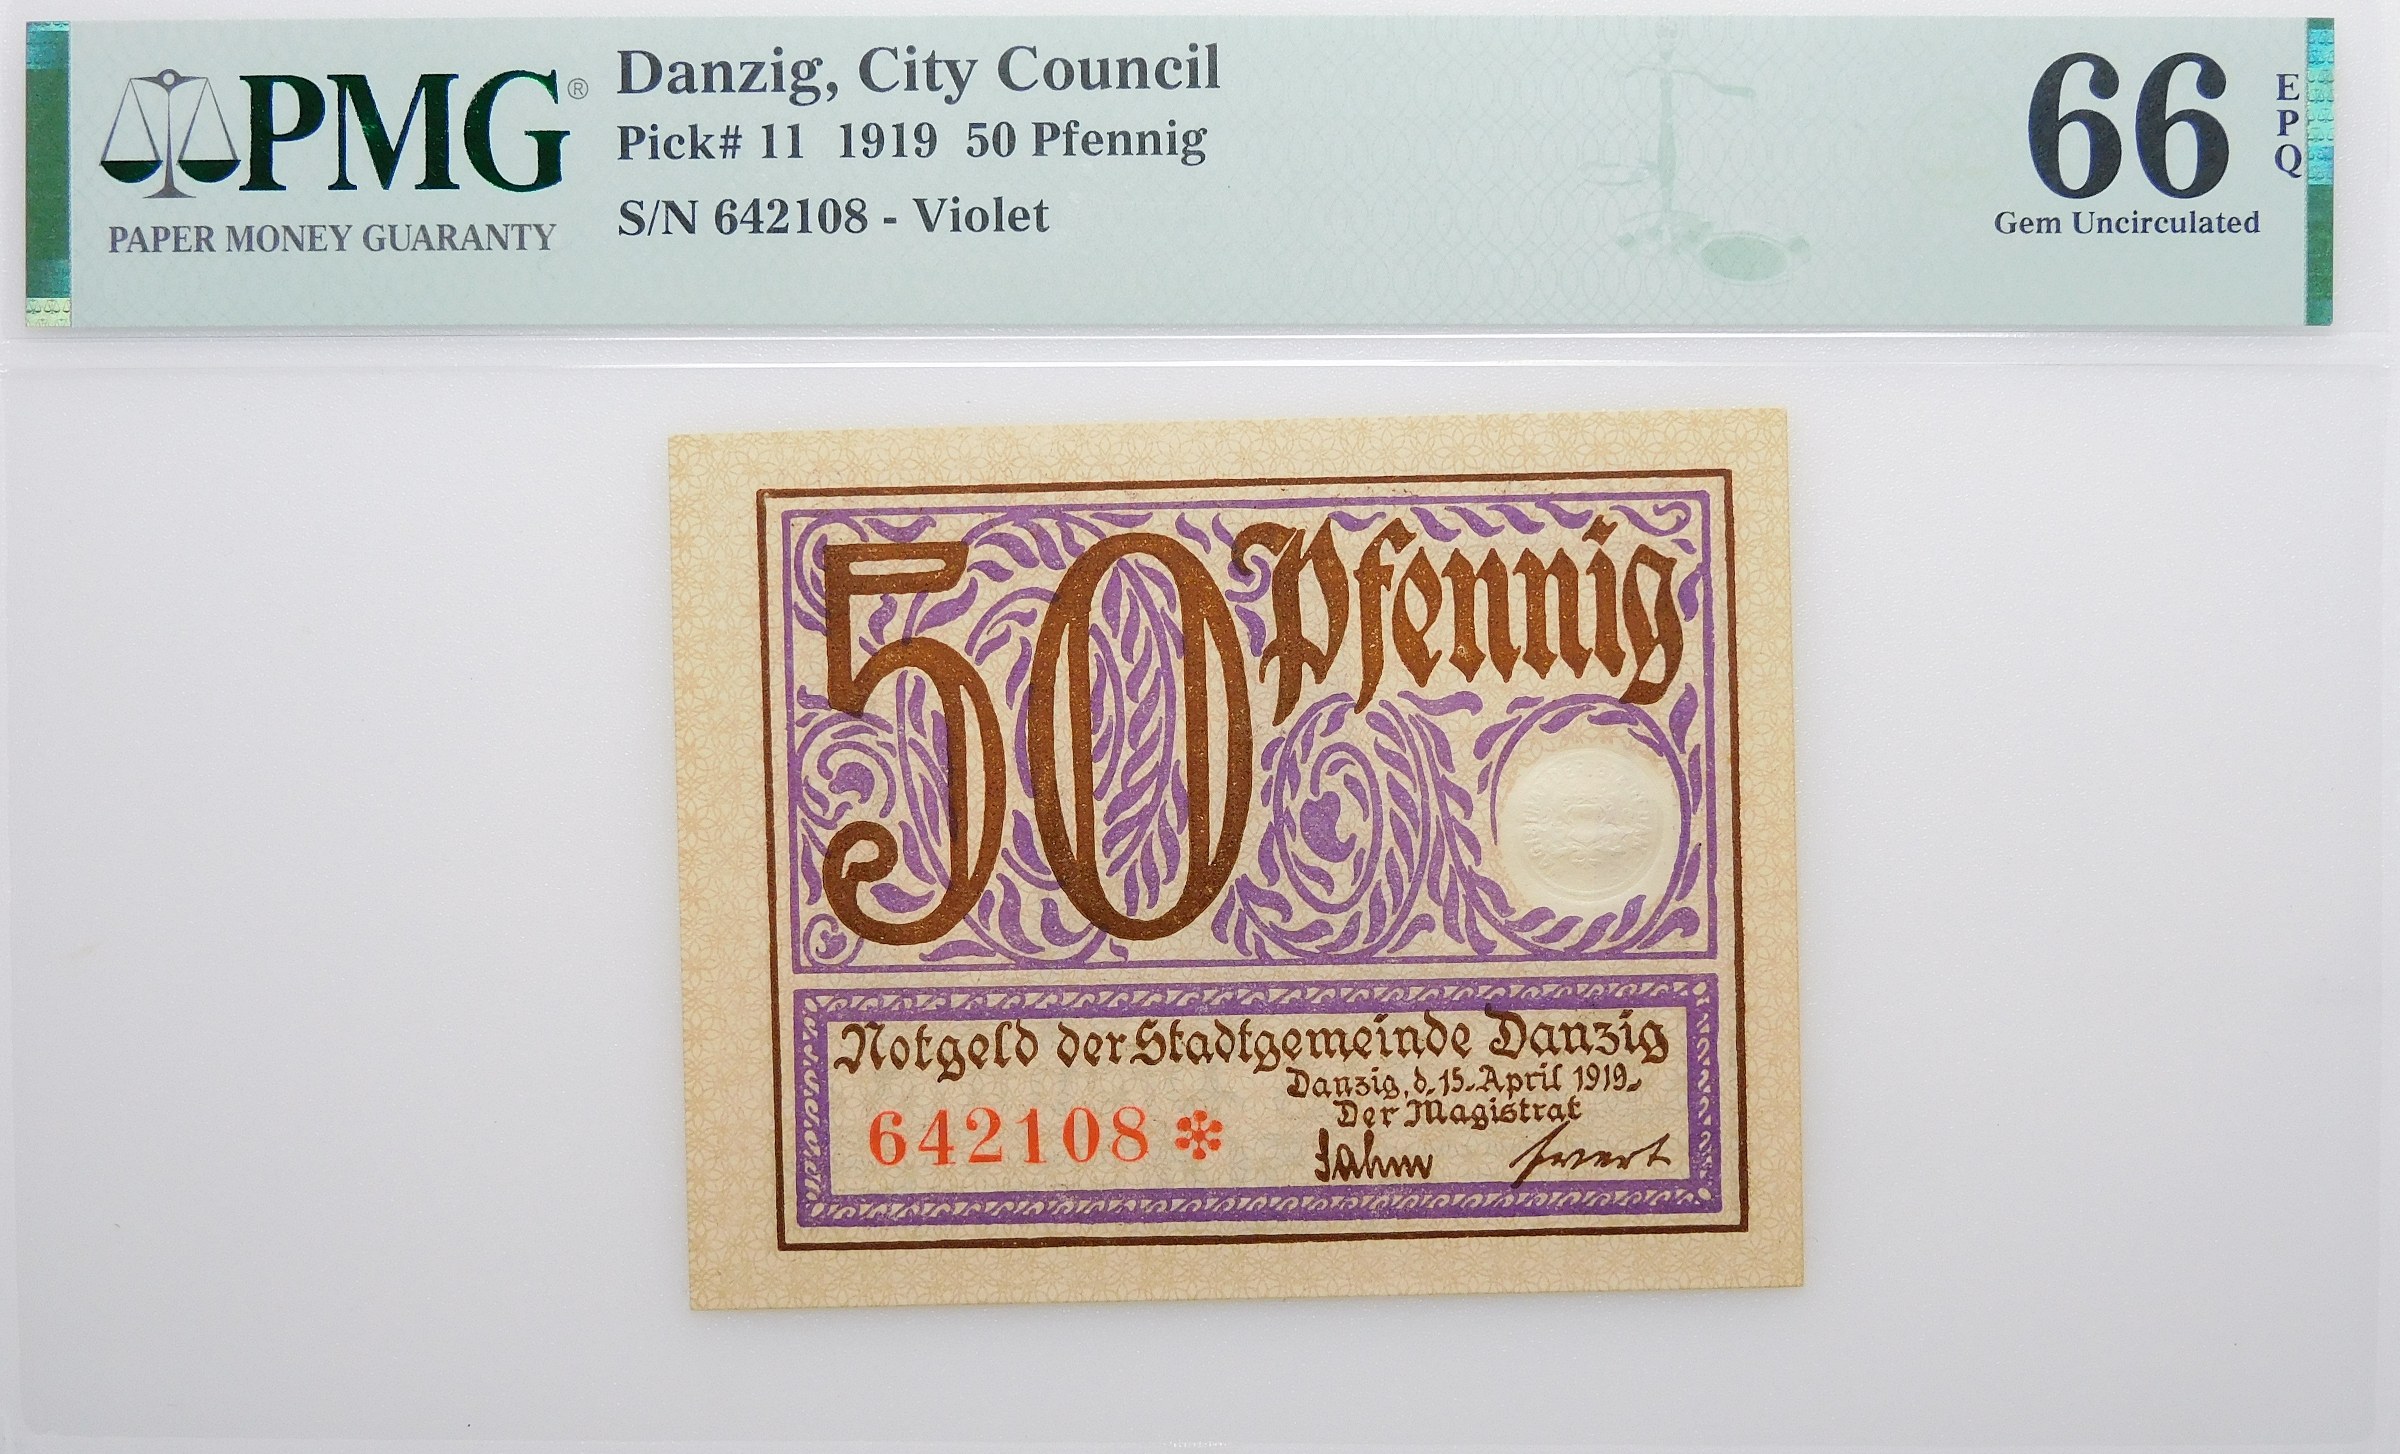 PMG®
PAPER MONEY GUARANTY
Danzig, City Council
Pick# 11 1919 50 Pfennig
S/N 642108 - Violet
66
EPQ
Gem Uncirculated
50 Pfennig
Notgeld der Stadtgemeinde Danzig
Danzig, d. 15. April 1919.
Der Magistrat
642108 *
Sahm